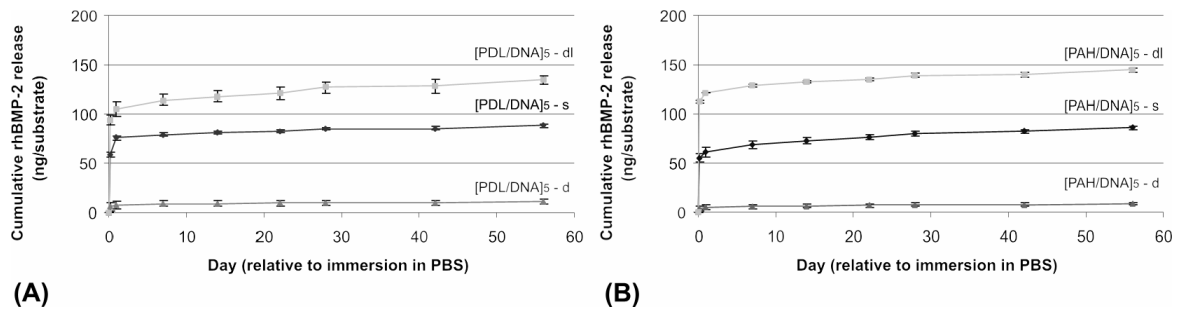 Cumulative rhBMP-2 release
(ng/substrate)
200
150
100
50
0
[PDL/DNA]5 - dl
[PDL/DNA]5 - s
[PDL/DNA]5 - d
0 10 20 30 40 50 60
Day (relative to immersion in PBS)
(A)
Cumulative rhBMP-2 release
(ng/substrate)
200
150
100
50
0
[PAH/DNA]5 - dl
[PAH/DNA]5 - s
[PAH/DNA]5 - d
0 10 20 30 40 50 60
Day (relative to immersion in PBS)
(B)